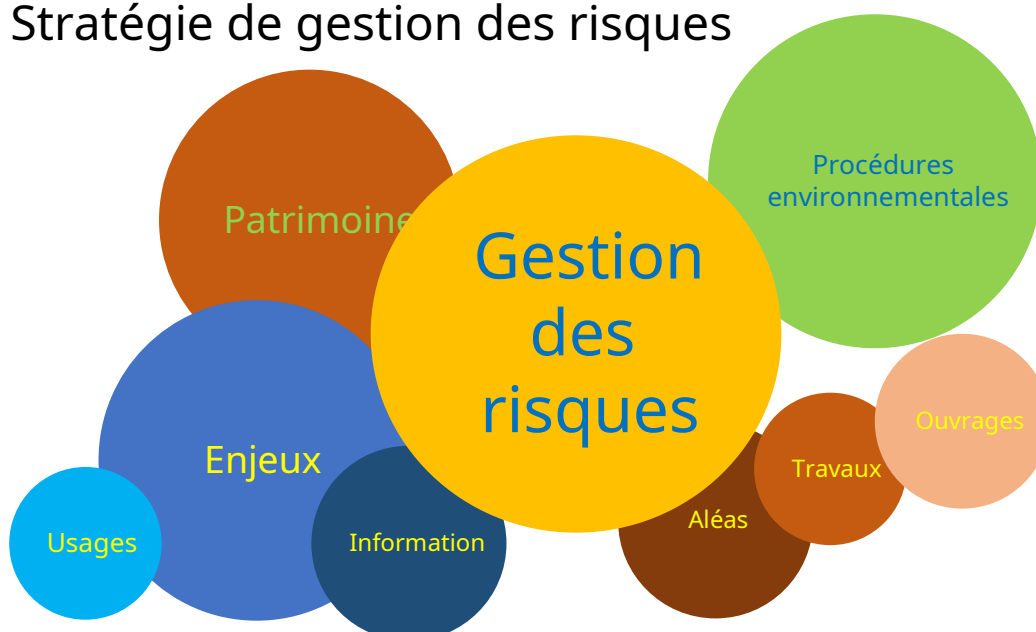 Stratégie de gestion des risques
Procédures
environnementales
Patrimoine
Gestion
des
risques
Enjeux
Ouvrages
Travaux
Aléas
Usages
Information